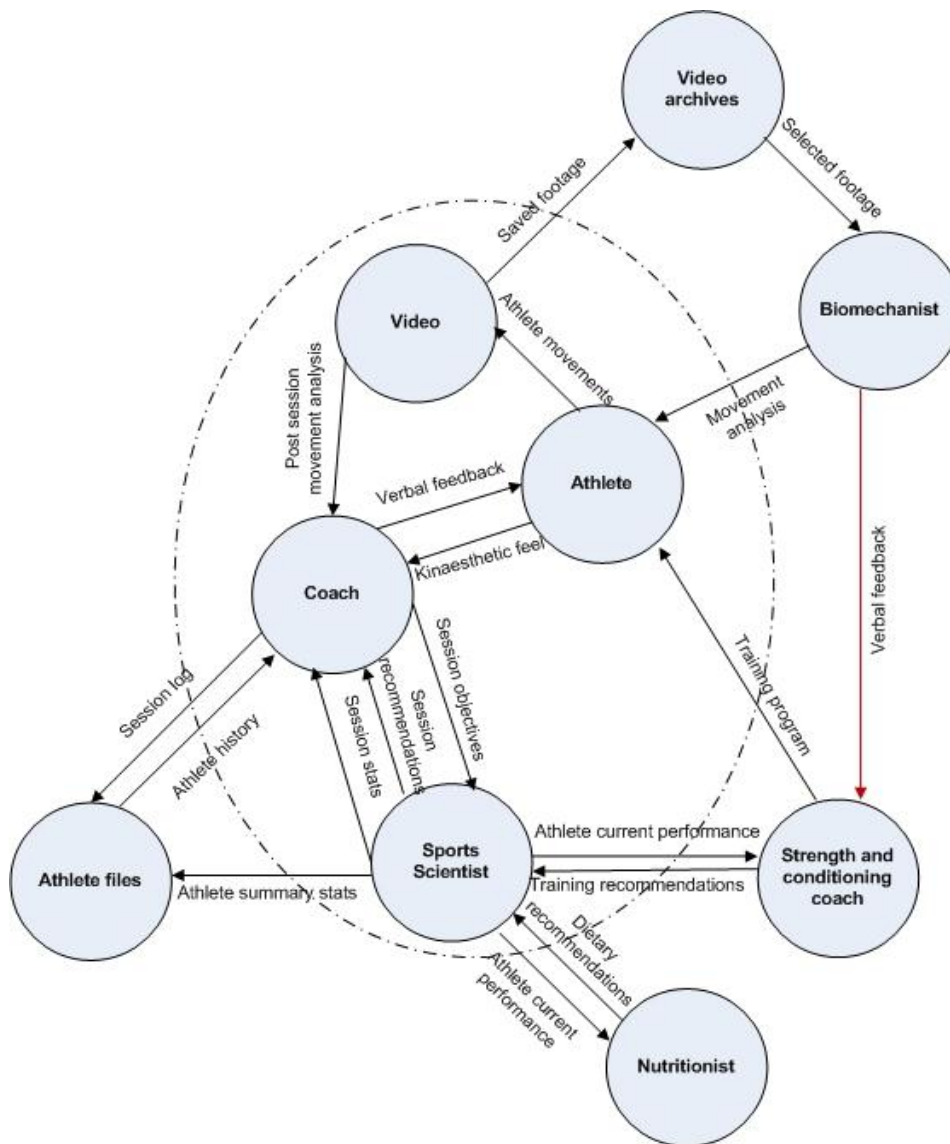 Video
archives
Selected footage
Saved footage
Video
Athlete movements
Biomechanist
Movement
analysis
Post session
movement analysis
Verbal feedback
Athlete
Kinaesthetic feel
Coach
Verbal feedback
Session log
Athlete history
Session stats
Session
recommendations
Session objectives
Training program
Athlete files
Athlete summary stats
Sports
Scientist
Athlete current performance
Training recommendations
Strength and
conditioning
coach
Dietary
recommendations
Athlete current
performance
Nutritionist